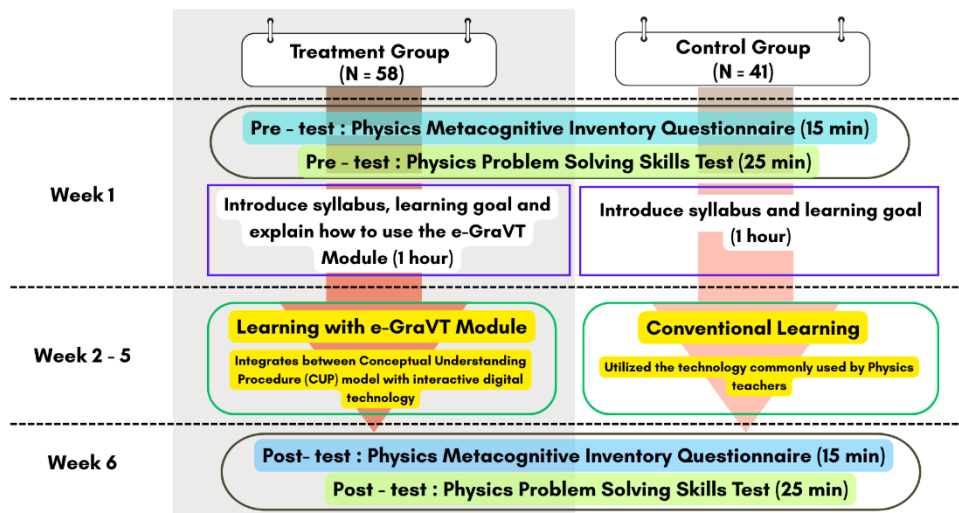 Treatment Group
(N = 58)
Control Group
(N = 41)
Week 1
Pre - test : Physics Metacognitive Inventory Questionnaire (15 min)
Pre - test : Physics Problem Solving Skills Test (25 min)
Introduce syllabus, learning goal and
explain how to use the e-GraVT
Module (1 hour)
Introduce syllabus and learning goal
(1 hour)
Week 2 - 5
Learning with e-GraVT Module
Integrates between Conceptual Understanding
Procedure (CUP) model with interactive digital
technology
Conventional Learning
Utilized the technology commonly used by Physics
teachers
Week 6
Post- test : Physics Metacognitive Inventory Questionnaire (15 min)
Post - test : Physics Problem Solving Skills Test (25 min)